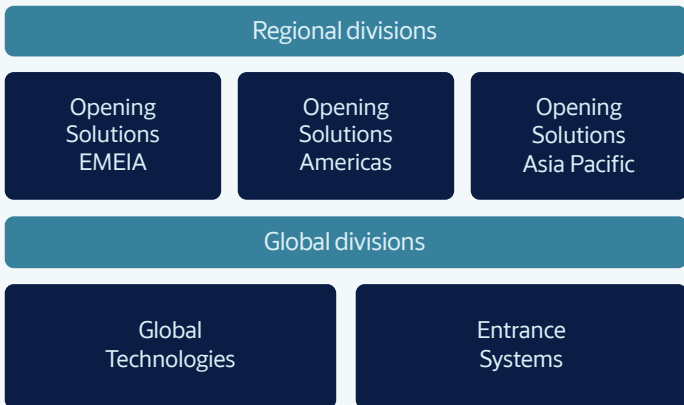 Regional divisions
Opening
Solutions
EMEIA
Opening
Solutions
Americas
Opening
Solutions
Asia Pacific
Global divisions
Global
Technologies
Entrance
Systems